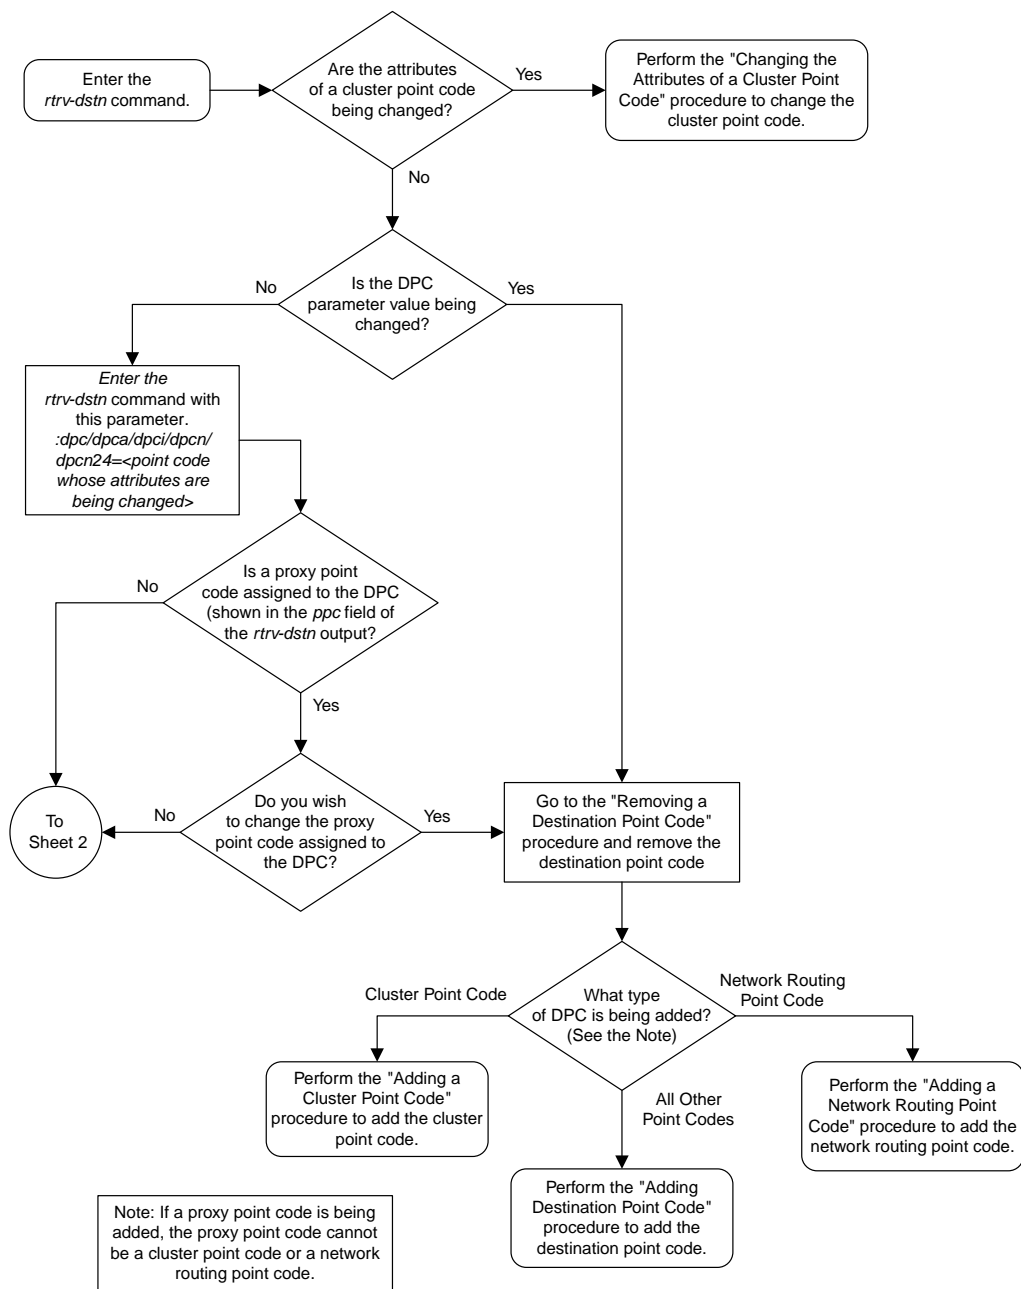 Enter the
rtrv-dstn command.
Are the attributes
of a cluster point code
being changed?
Yes
Perform the "Changing the
Attributes of a Cluster Point
Code" procedure to change the
cluster point code.
No
Is the DPC
parameter value being
changed?
No
Yes
Enter the
rtrv-dstn command with
this parameter.
:dpc/dpca/dpci/dpcn/
dpcn24=<point code
whose attributes are
being changed>
Is a proxy point
code assigned to the DPC
(shown in the ppc field of
the rtrv-dstn output?
No
Yes
To
Sheet 2
No
Do you wish
to change the proxy
point code assigned to
the DPC?
Yes
Go to the "Removing a
Destination Point Code"
procedure and remove the
destination point code
What type
of DPC is being added?
(See the Note)
Cluster Point Code
Network Routing
Point Code
All Other
Point Codes
Perform the "Adding a
Cluster Point Code"
procedure to add the cluster
point code.
Perform the "Adding a
Network Routing Point
Code" procedure to add the
network routing point code.
Perform the "Adding
Destination Point Code"
procedure to add the
destination point code.
Note: If a proxy point code is being
added, the proxy point code cannot
be a cluster point code or a network
routing point code.